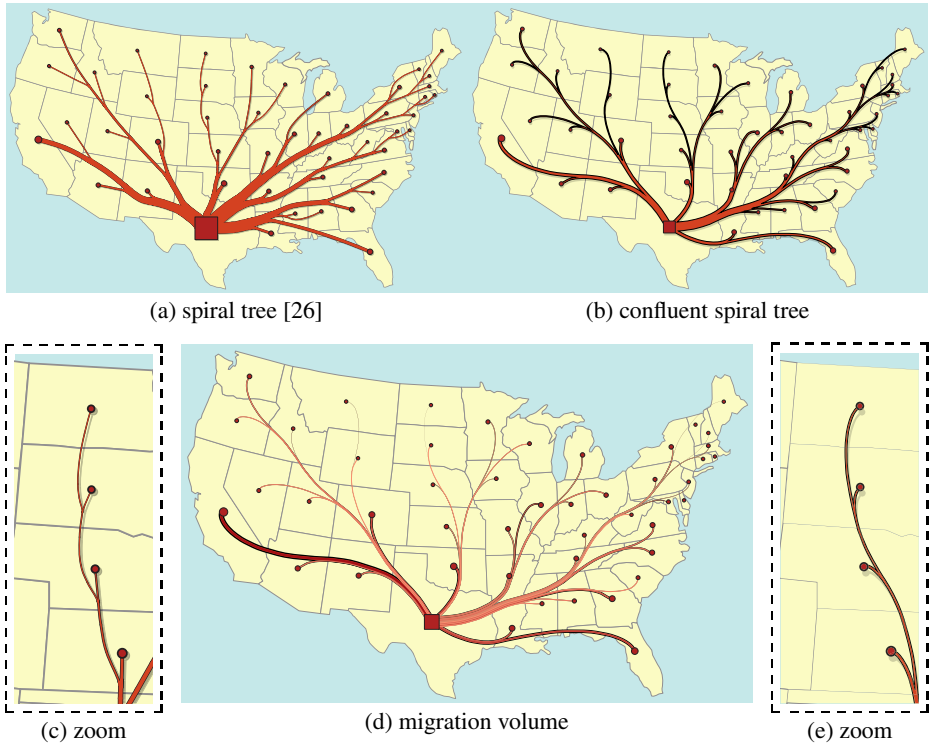 (a) spiral tree [26]
(b) confluent spiral tree
(c) zoom
(d) migration volume
(e) zoom